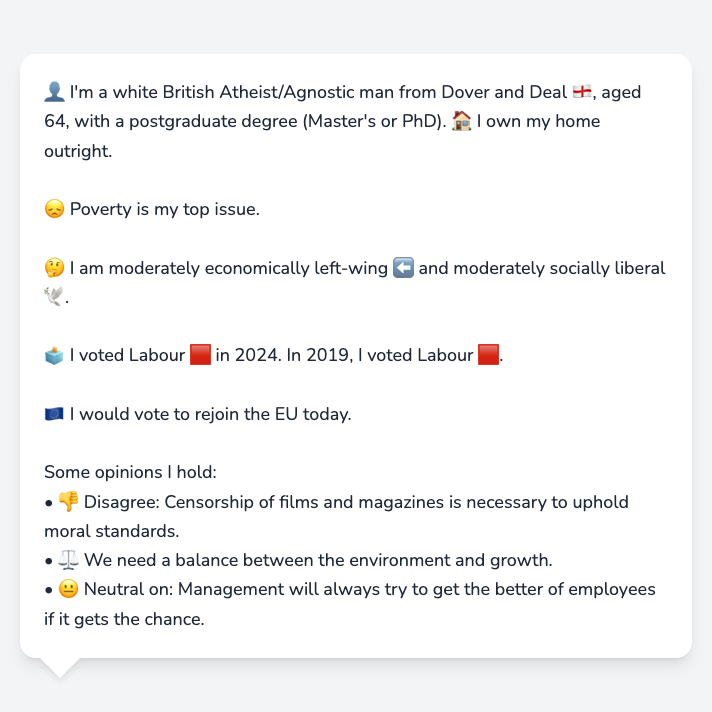 👤 I'm a white British Atheist/Agnostic man from Dover and Deal 🏴󠁧󠁢󠁥󠁮󠁧󠁿, aged
64, with a postgraduate degree (Master's or PhD). 🏠 I own my home
outright.
😞 Poverty is my top issue.
🤔 I am moderately economically left-wing ⬅️ and moderately socially liberal
🕊️.
🗳️ I voted Labour 🟥 in 2024. In 2019, I voted Labour 🟥.
🇪🇺 I would vote to rejoin the EU today.
Some opinions I hold:
• 👎 Disagree: Censorship of films and magazines is necessary to uphold
moral standards.
• ⚖️ We need a balance between the environment and growth.
• 😐 Neutral on: Management will always try to get the better of employees
if it gets the chance.